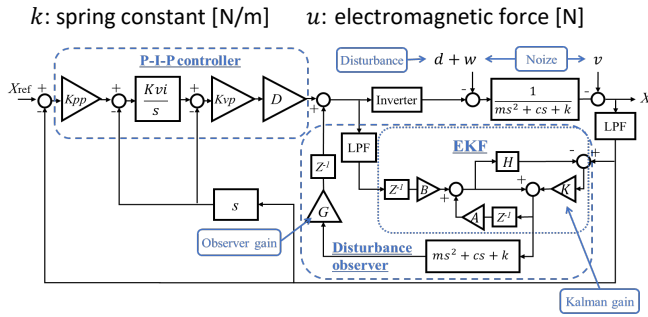 k: spring constant [N/m] u: electromagnetic force [N]
P-I-P controller
Disturbance d + w Noize v
X_ref + - Kpp + - Kvi/s + - Kvp D + + Inverter - 1/(ms² + cs + k) - X
LPF
LPF
EKF
H - +
Z⁻¹
Z⁻¹ B + + K
s
G
A Z⁻¹
Observer gain
Disturbance
observer
ms² + cs + k
Kalman gain